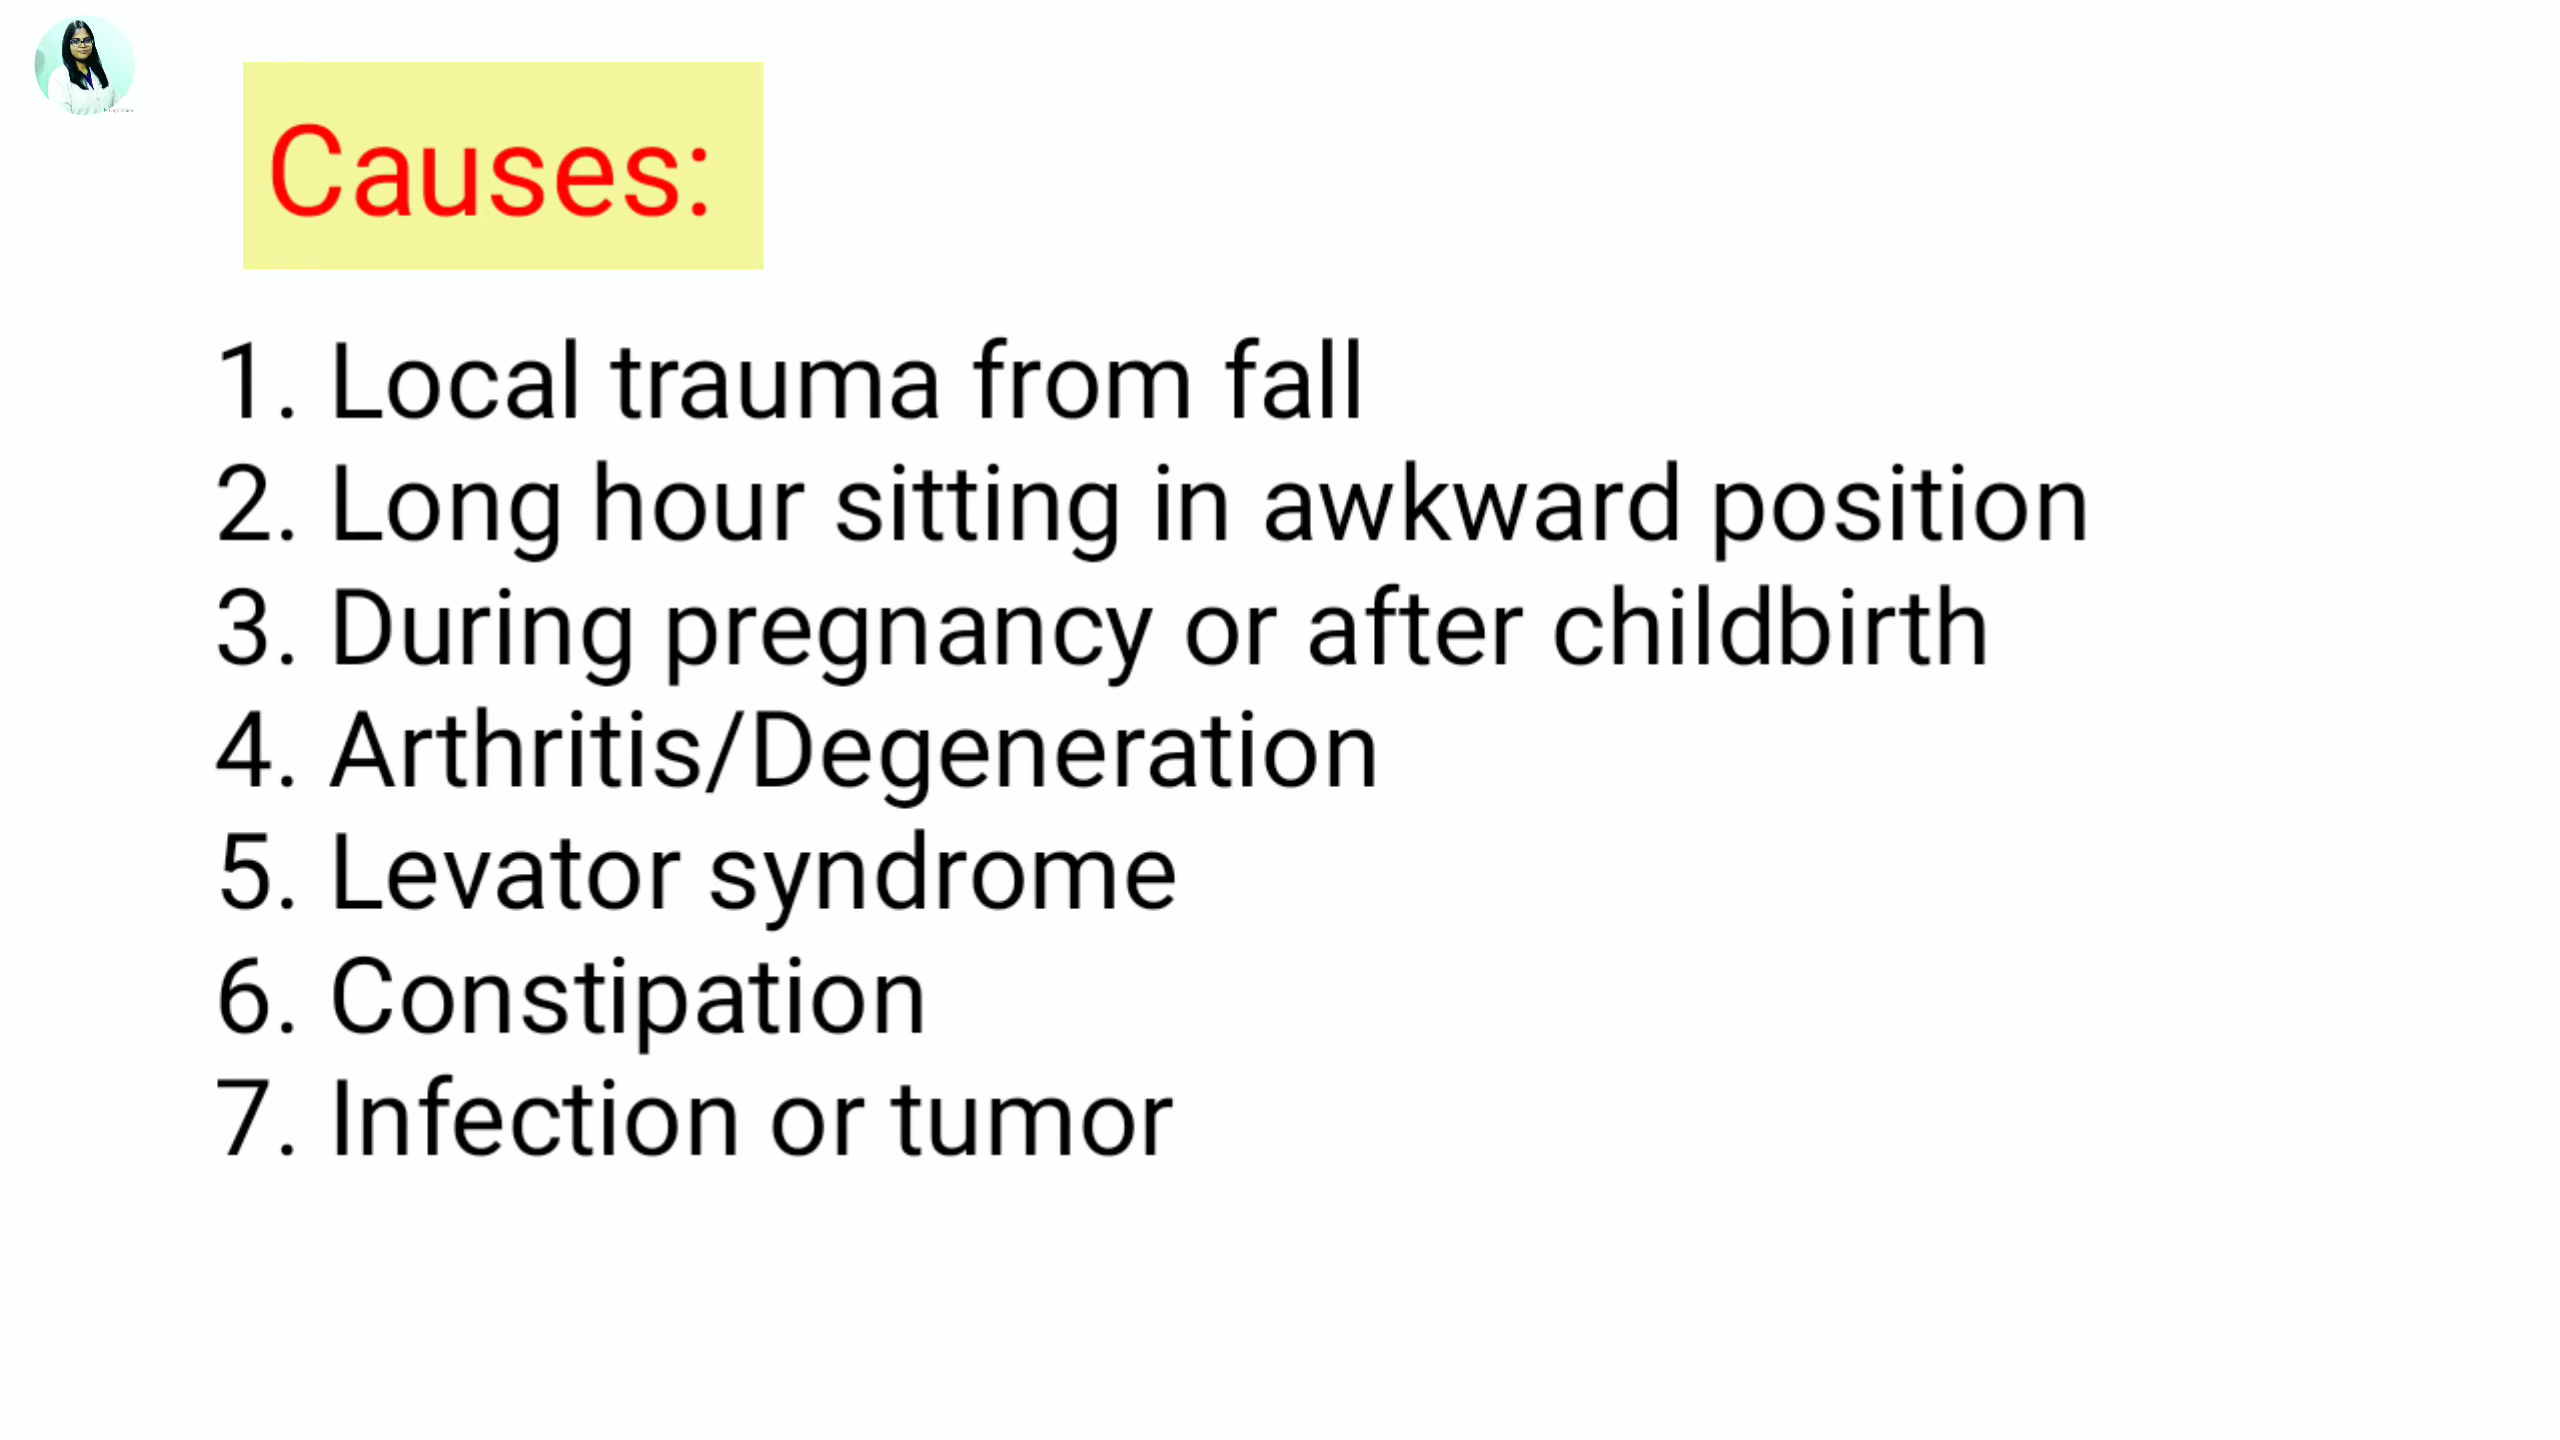 Causes:
1. Local trauma from fall
2. Long hour sitting in awkward position
3. During pregnancy or after childbirth
4. Arthritis/Degeneration
5. Levator syndrome
6. Constipation
7. Infection or tumor